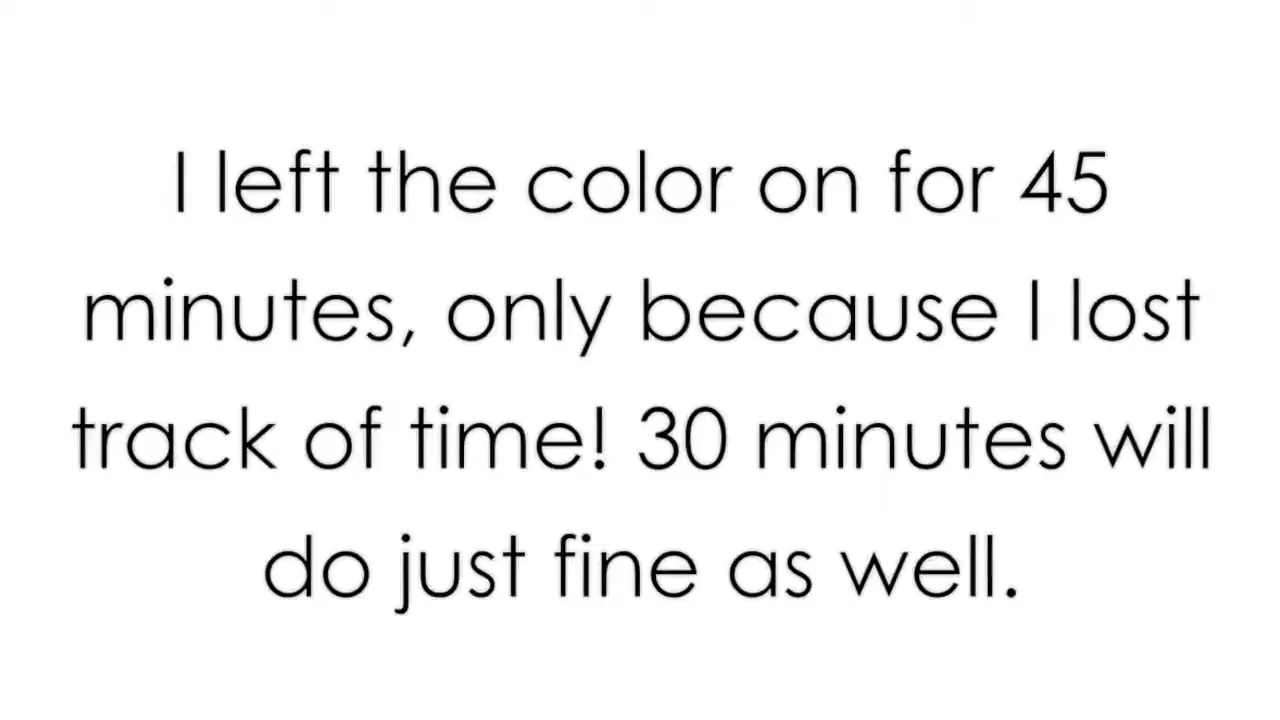 I left the color on for 45
minutes, only because I lost
track of time! 30 minutes will
do just fine as well.